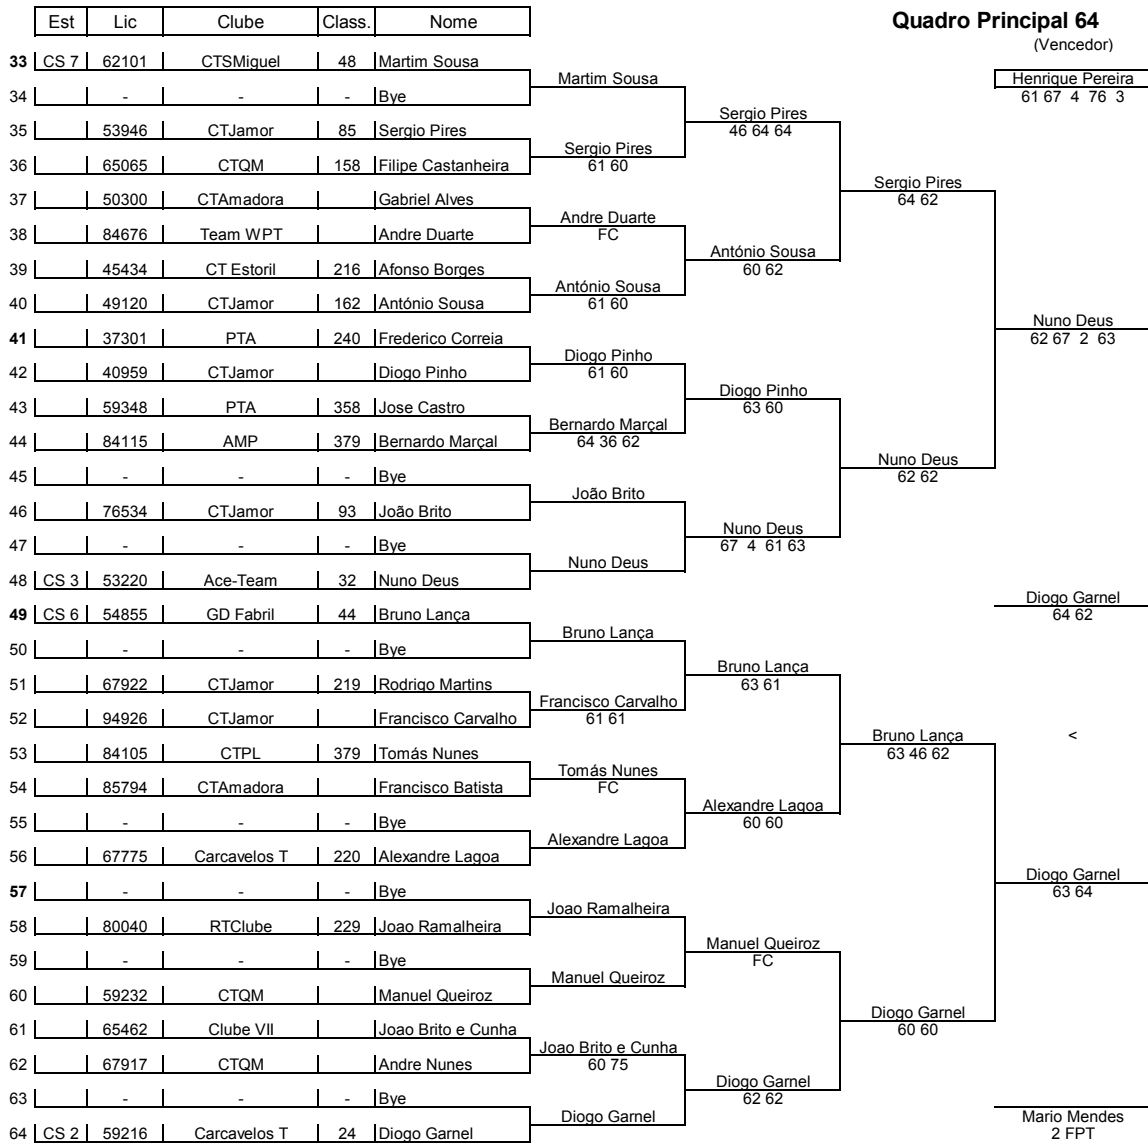 Est Lic Clube Class. Nome Quadro Principal 64
(Vencedor)
33 CS 7 62101 CTSMiguel 48 Martim Sousa
Martim Sousa Henrique Pereira
34 - - - Bye 61 67 4 76 3
Sergio Pires
35 53946 CTJamor 85 Sergio Pires 46 64 64
Sergio Pires
36 65065 CTQM 158 Filipe Castanheira 61 60
Sergio Pires
37 50300 CTAmadora Gabriel Alves 64 62
Andre Duarte
38 84676 Team WPT Andre Duarte FC
António Sousa
39 45434 CT Estoril 216 Afonso Borges 60 62
António Sousa
40 49120 CTJamor 162 António Sousa 61 60
Nuno Deus
41 37301 PTA 240 Frederico Correia 62 67 2 63
Diogo Pinho
42 40959 CTJamor Diogo Pinho 61 60
Diogo Pinho
43 59348 PTA 358 Jose Castro 63 60
Bernardo Marçal
44 84115 AMP 379 Bernardo Marçal 64 36 62
Nuno Deus
45 - - - Bye 62 62
João Brito
46 76534 CTJamor 93 João Brito
Nuno Deus
47 - - - Bye 67 4 61 63
Nuno Deus
48 CS 3 53220 Ace-Team 32 Nuno Deus
Diogo Garnel
49 CS 6 54855 GD Fabril 44 Bruno Lança 64 62
Bruno Lança
50 - - - Bye
Bruno Lança
51 67922 CTJamor 219 Rodrigo Martins 63 61
Francisco Carvalho
52 94926 CTJamor Francisco Carvalho 61 61
Bruno Lança <
53 84105 CTPL 379 Tomás Nunes 63 46 62
Tomás Nunes
54 85794 CTAmadora Francisco Batista FC
Alexandre Lagoa
55 - - - Bye 60 60
Alexandre Lagoa
56 67775 Carcavelos T 220 Alexandre Lagoa
Diogo Garnel
57 - - - Bye 63 64
Joao Ramalheira
58 80040 RTClube 229 Joao Ramalheira
Manuel Queiroz
59 - - - Bye FC
Manuel Queiroz
60 59232 CTQM Manuel Queiroz
Diogo Garnel
61 65462 Clube VII Joao Brito e Cunha 60 60
Joao Brito e Cunha
62 67917 CTQM Andre Nunes 60 75
Diogo Garnel
63 - - - Bye 62 62
Diogo Garnel Mario Mendes
64 CS 2 59216 Carcavelos T 24 Diogo Garnel 2 FPT